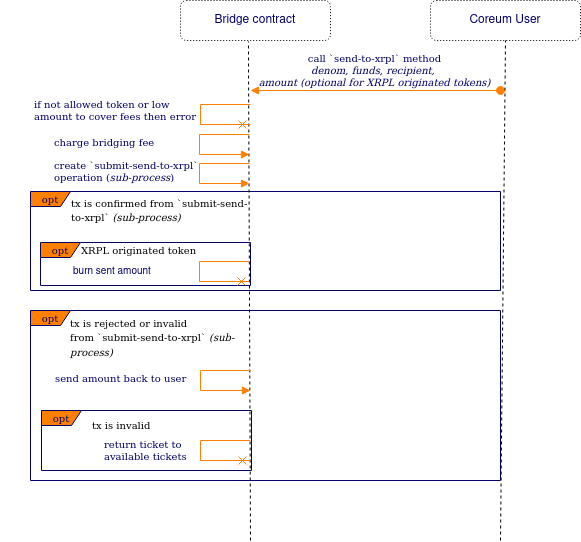 Bridge contract
Coreum User
call `send-to-xrpl` method
denom, funds, recipient,
amount (optional for XRPL originated tokens)
if not allowed token or low
amount to cover fees then error
charge bridging fee
create `submit-send-to-xrpl`
operation (sub-process)
opt
tx is confirmed from `submit-send-
to-xrpl` (sub-process)
opt
XRPL originated token
burn sent amount
opt
tx is rejected or invalid
from `submit-send-to-xrpl` (sub-
process)
send amount back to user
opt
tx is invalid
return ticket to
available tickets